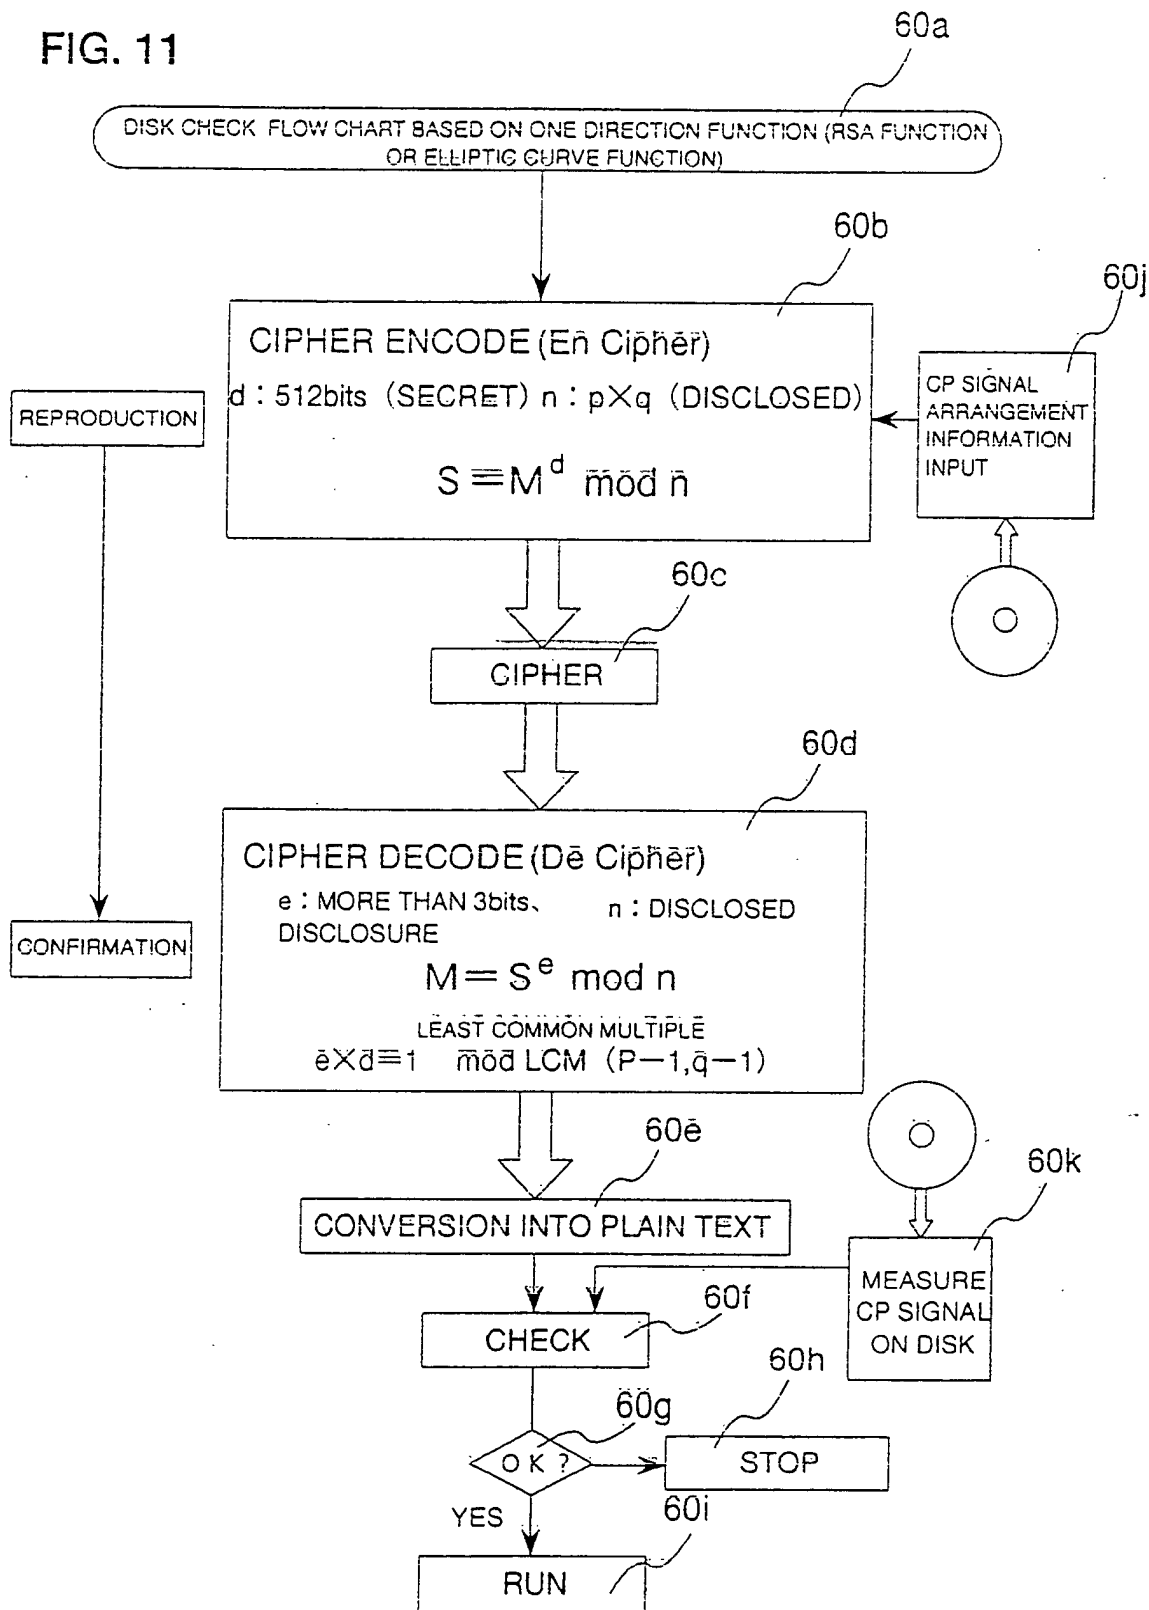 FIG. 11
60a
DISK CHECK FLOW CHART BASED ON ONE DIRECTION FUNCTION (RSA FUNCTION
OR ELLIPTIC CURVE FUNCTION)
60b
60j
CIPHER ENCODE (En Cipher)
d : 512bits (SECRET) n : p×q (DISCLOSED)
S ≡ M^d mod n
CP SIGNAL
ARRANGEMENT
INFORMATION
INPUT
REPRODUCTION
60c
CIPHER
60d
CIPHER DECODE (De Cipher)
e : MORE THAN 3bits、 n : DISCLOSED
DISCLOSURE
M = S^e mod n
LEAST COMMON MULTIPLE
e×d≡1 mod LCM (P−1,q−1)
CONFIRMATION
60e
60k
CONVERSION INTO PLAIN TEXT
MEASURE
CP SIGNAL
ON DISK
60f
CHECK
60h
60g
OK ?
STOP
YES
60i
RUN